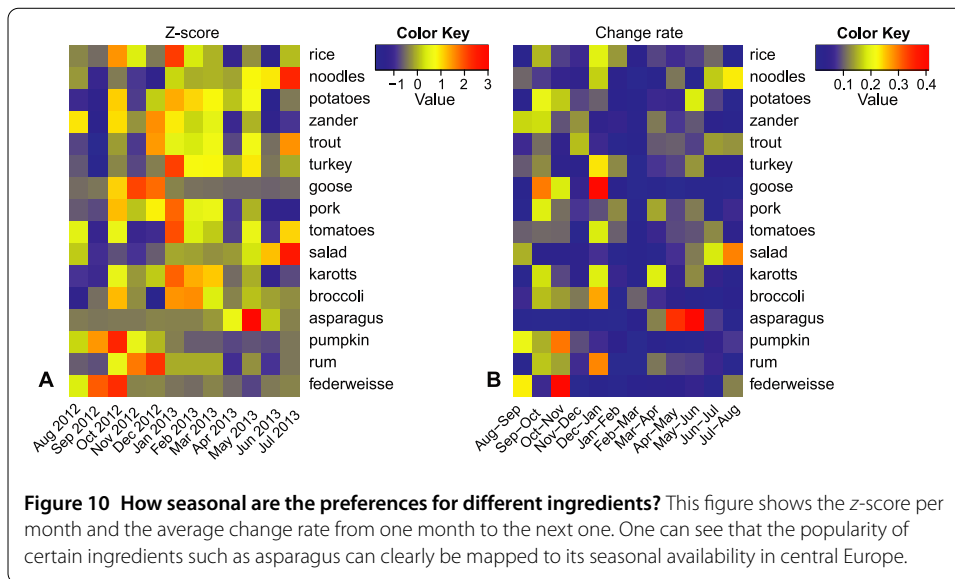 Z-score
Color Key
−1 0 1 2 3
Value
rice
noodles
potatoes
zander
trout
turkey
goose
pork
tomatoes
salad
karotts
broccoli
asparagus
pumpkin
rum
federweisse
A
Aug 2012
Sep 2012
Oct 2012
Nov 2012
Dec 2012
Jan 2013
Feb 2013
Mar 2013
Apr 2013
May 2013
Jun 2013
Jul 2013
Change rate
Color Key
0.1 0.2 0.3 0.4
Value
rice
noodles
potatoes
zander
trout
turkey
goose
pork
tomatoes
salad
karotts
broccoli
asparagus
pumpkin
rum
federweisse
B
Aug−Sep
Sep−Oct
Oct−Nov
Nov−Dec
Dec−Jan
Jan−Feb
Feb−Mar
Mar−Apr
Apr−May
May−Jun
Jun−Jul
Jul−Aug
Figure 10 How seasonal are the preferences for different ingredients? This figure shows the z-score per
month and the average change rate from one month to the next one. One can see that the popularity of
certain ingredients such as asparagus can clearly be mapped to its seasonal availability in central Europe.